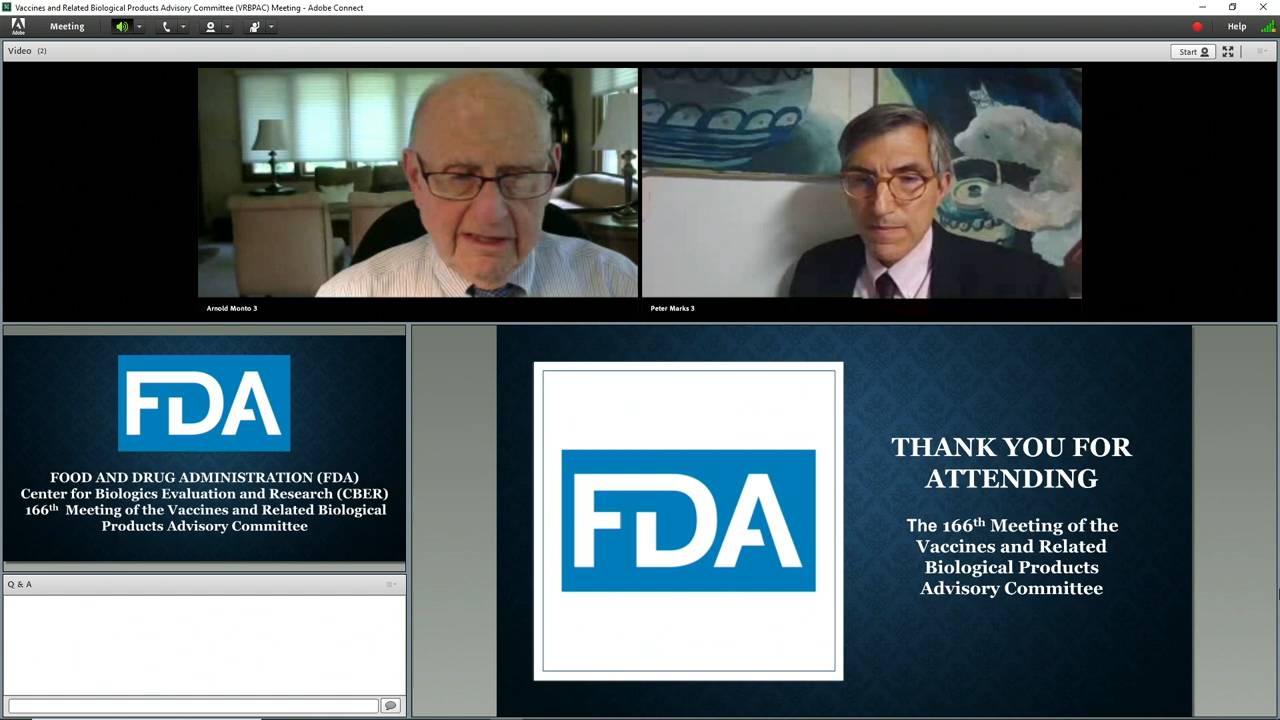 Vaccines and Related Biological Products Advisory Committee (VRBPAC) Meeting - Adobe Connect
Adobe
Meeting
Help
Video (2)
Start
Arnold Monto 3
Peter Marks 3
FDA
FOOD AND DRUG ADMINISTRATION (FDA)
Center for Biologics Evaluation and Research (CBER)
166th Meeting of the Vaccines and Related Biological
Products Advisory Committee
Q & A
FDA
THANK YOU FOR
ATTENDING
The 166th Meeting of the
Vaccines and Related
Biological Products
Advisory Committee